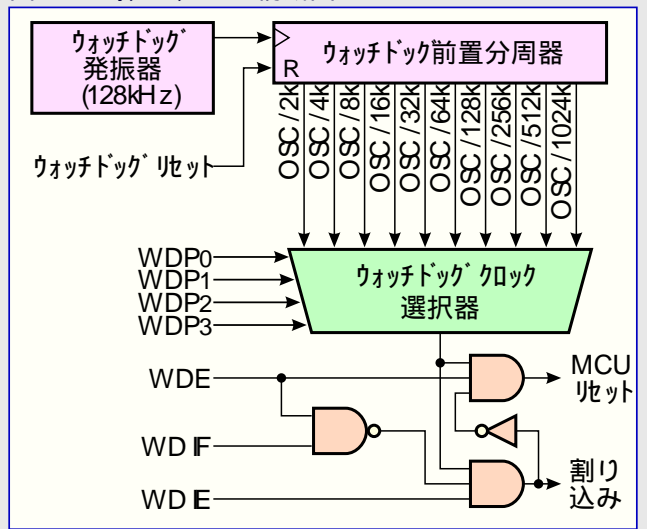 ウォッチドッグ
発振器
(128kHz)
ウォッチドック前置分周器
R
OSC/2k
OSC/4k
OSC/8k
OSC/16k
OSC/32k
OSC/64k
OSC/128k
OSC/256k
OSC/512k
OSC/1024k
ウォッチドッグ リセット
WDP0
WDP1
WDP2
WDP3
ウォッチドッグ クロック
選択器
WDE
MCU
リセット
WDIF
WDIE
割り
込み